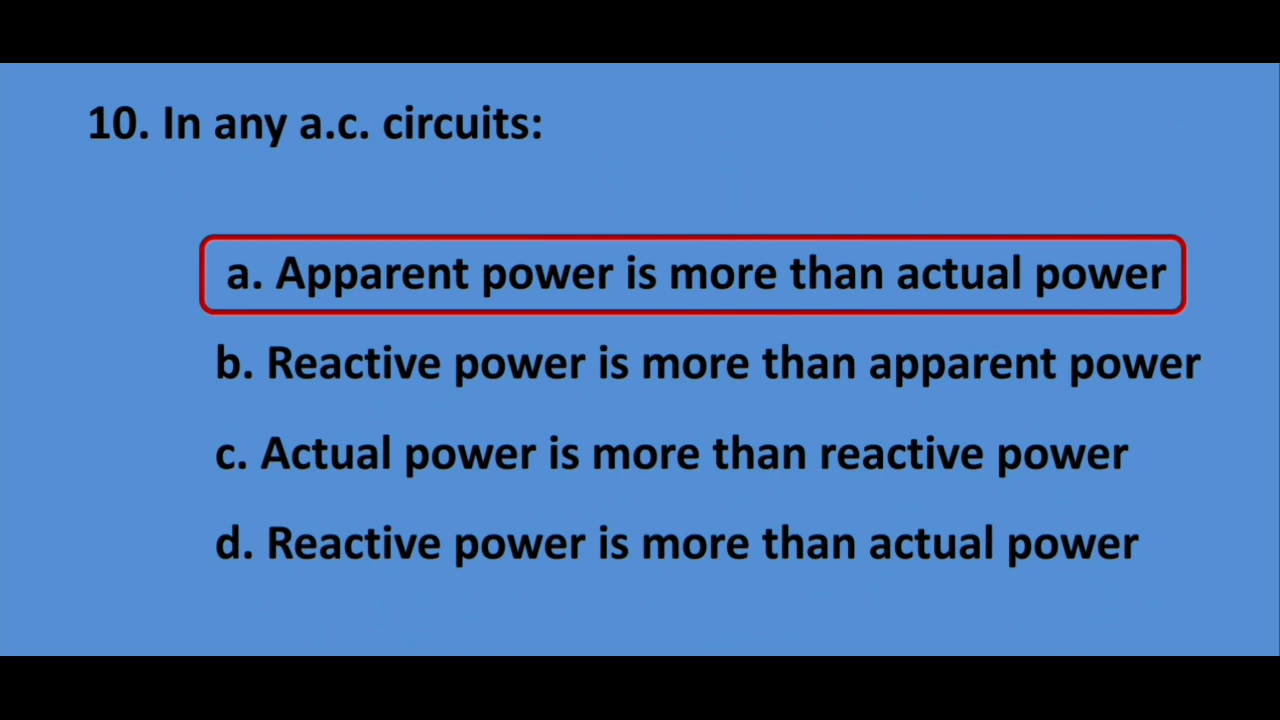 10. In any a.c. circuits:
a. Apparent power is more than actual power
b. Reactive power is more than apparent power
c. Actual power is more than reactive power
d. Reactive power is more than actual power